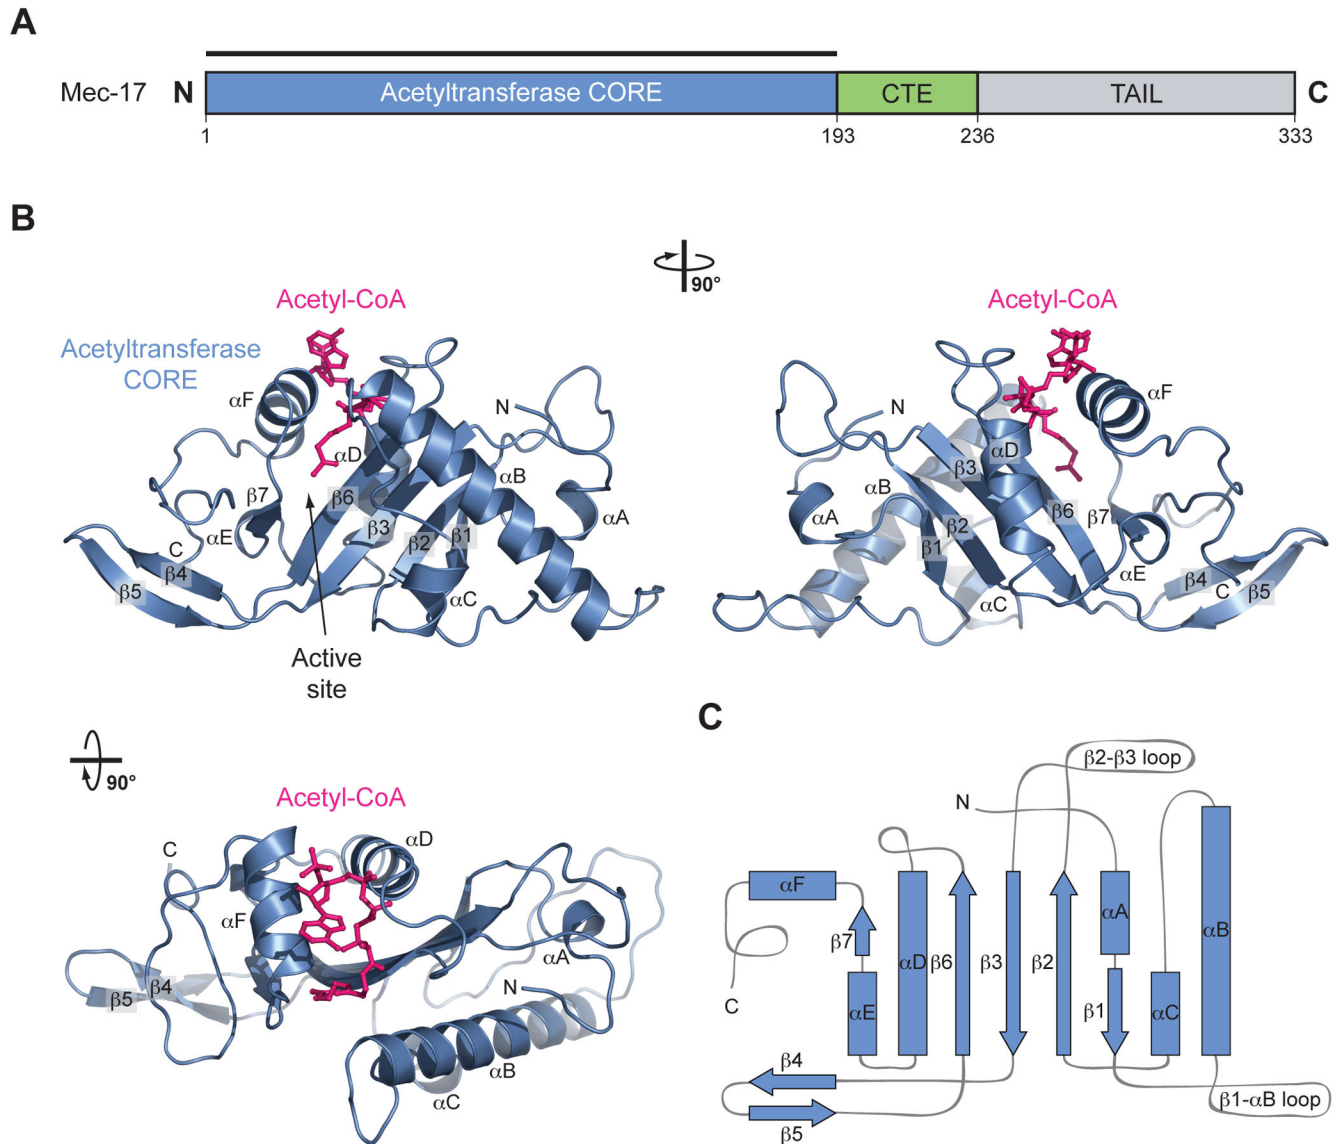 A
Mec-17 N Acetyltransferase CORE CTE TAIL C
1 193 236 333
B
90°
Acetyl-CoA
Acetyltransferase
CORE
αF
N
αD
αB
β7
β6
αA
β3
β1
β2
αE
C
β4
β5
αC
Active
site
Acetyl-CoA
αF
N
β3
αD
αB
αA
β6
β7
β2
β1
αE
αC
β4
C
β5
90°
Acetyl-CoA
αD
C
αF
αA
β5
β4
N
αB
αC
C
β2-β3 loop
N
αF
αA
αB
β7
αD
β6
β3
β2
C
αE
β1
αC
β4
β1-αB loop
β5